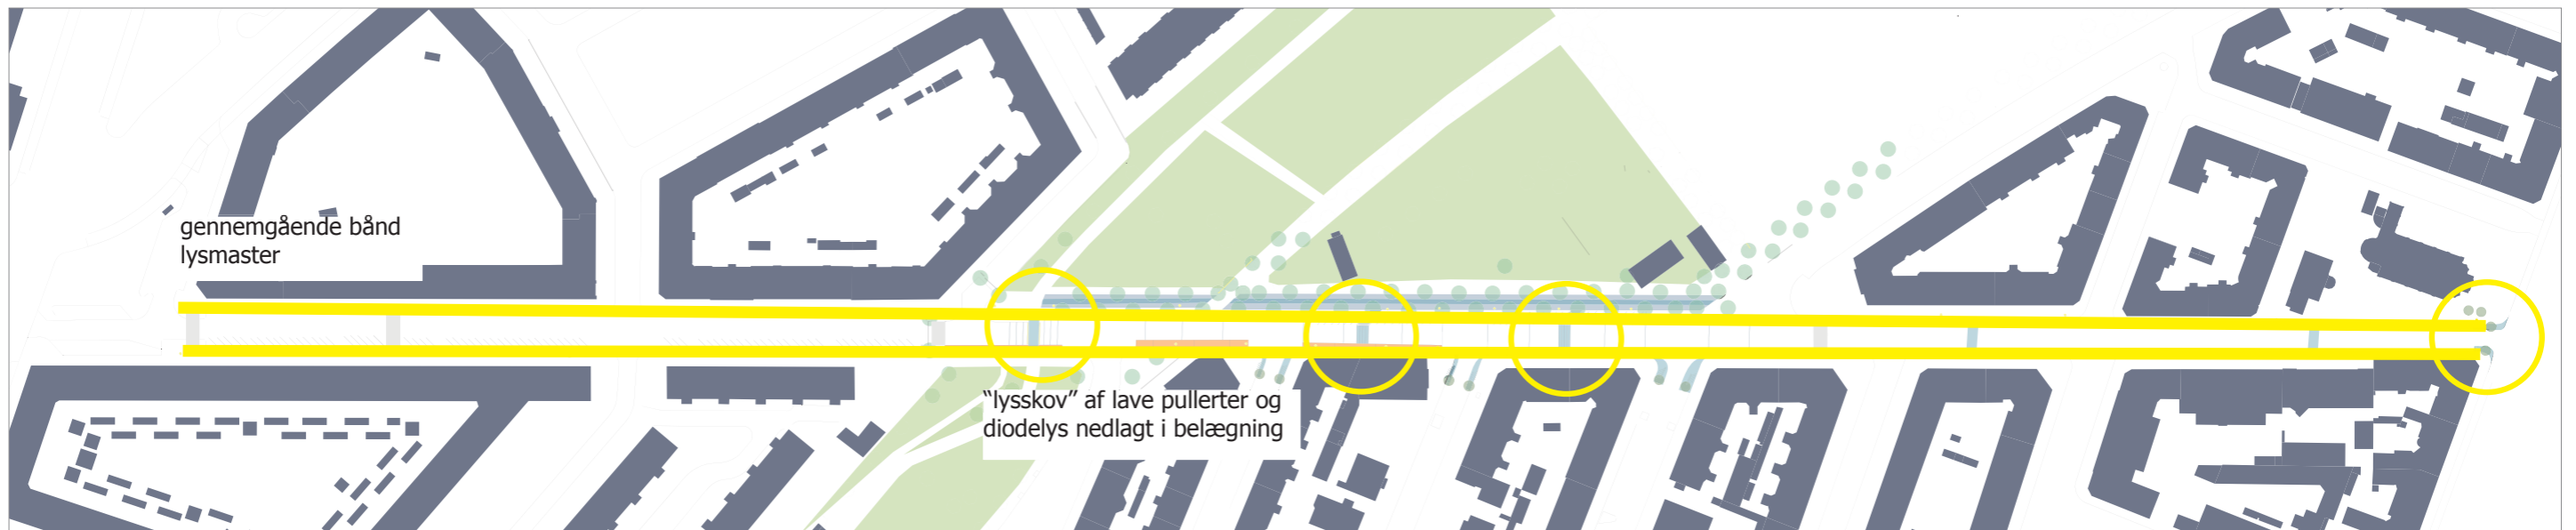 gennemgående bånd
lysmaster
“lysskov” af lave pullerter og
diodelys nedlagt i belægning